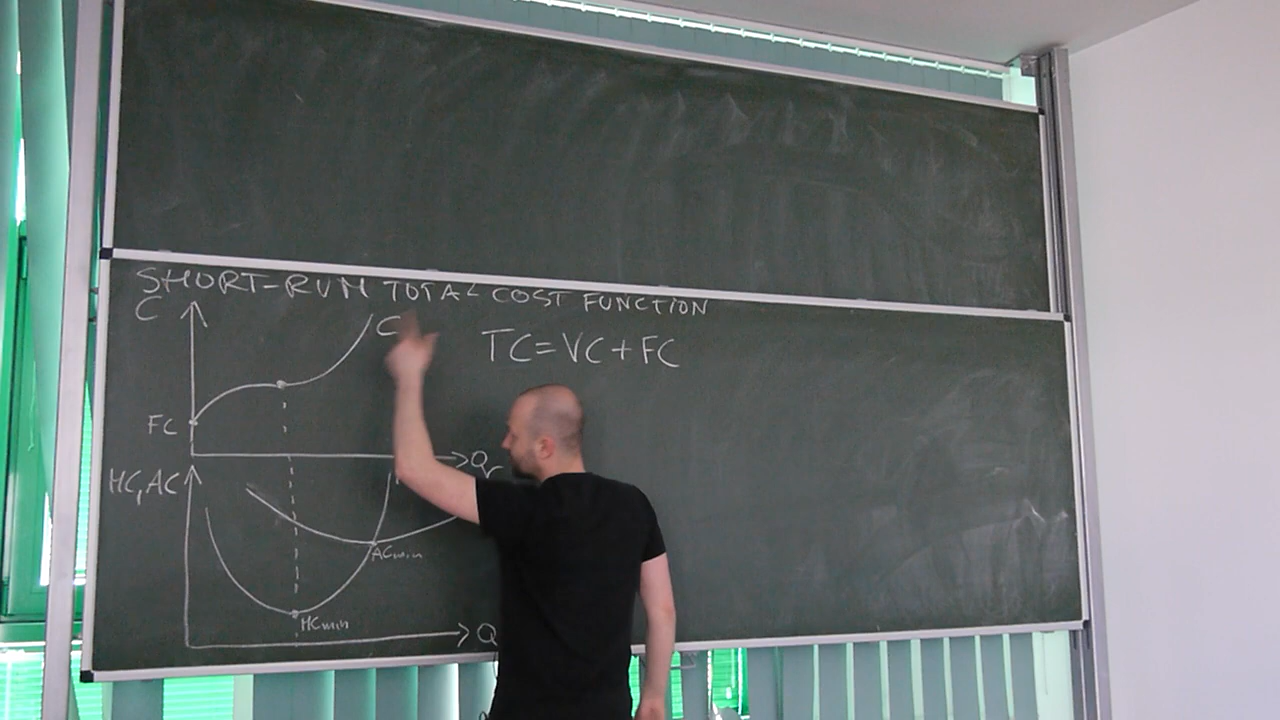 SHORT-RUN TOTAL COST FUNCTION
C
C
TC=VC+FC
FC
Q
MC,AC
ACmin
MCmin
Q